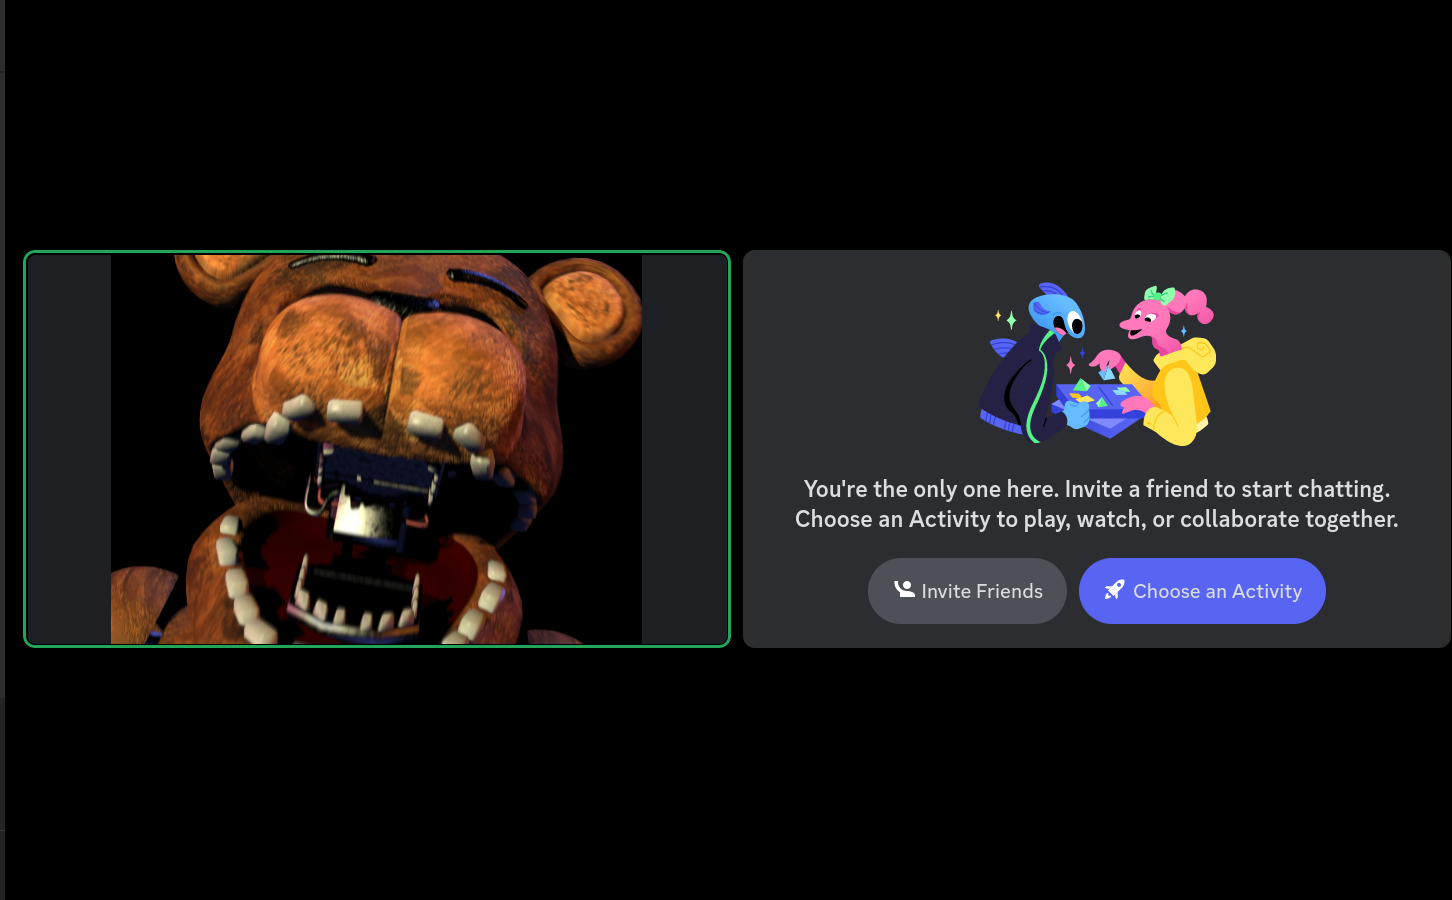 You're the only one here. Invite a friend to start chatting.
Choose an Activity to play, watch, or collaborate together.
Invite Friends
Choose an Activity